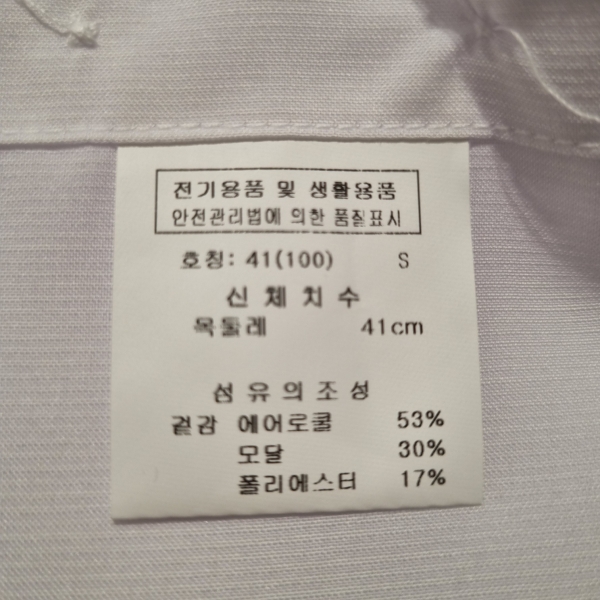 전기용품 및 생활용품
안전관리법에 의한 품질표시
호칭: 41(100) S
신체치수
목둘레 41cm
섬유의조성
겉감 에어로쿨 53%
모달 30%
폴리에스터 17%